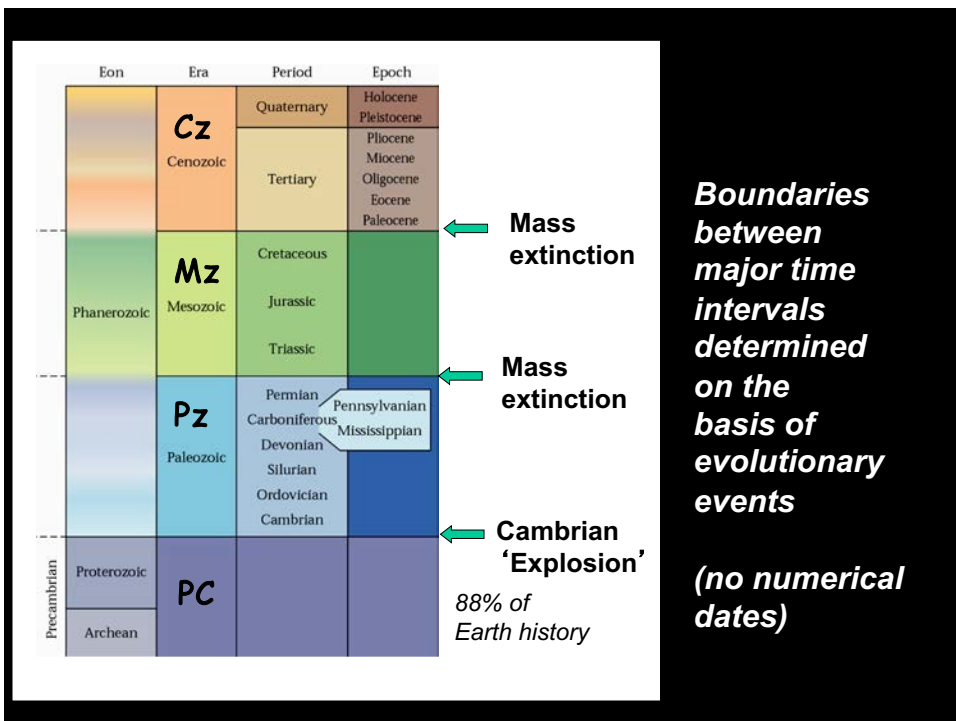 Eon Era Period Epoch
Cz
Cenozoic
Quaternary
Tertiary
Holocene
Pleistocene
Pliocene
Miocene
Oligocene
Eocene
Paleocene
Mass
extinction
Phanerozoic
Mz
Mesozoic
Cretaceous
Jurassic
Triassic
Mass
extinction
Pz
Paleozoic
Permian
Carboniferous
Devonian
Silurian
Ordovician
Cambrian
Pennsylvanian
Mississippian
Cambrian
‘Explosion’
Precambrian
Proterozoic
Archean
PC
88% of
Earth history
Boundaries
between
major time
intervals
determined
on the
basis of
evolutionary
events
(no numerical
dates)